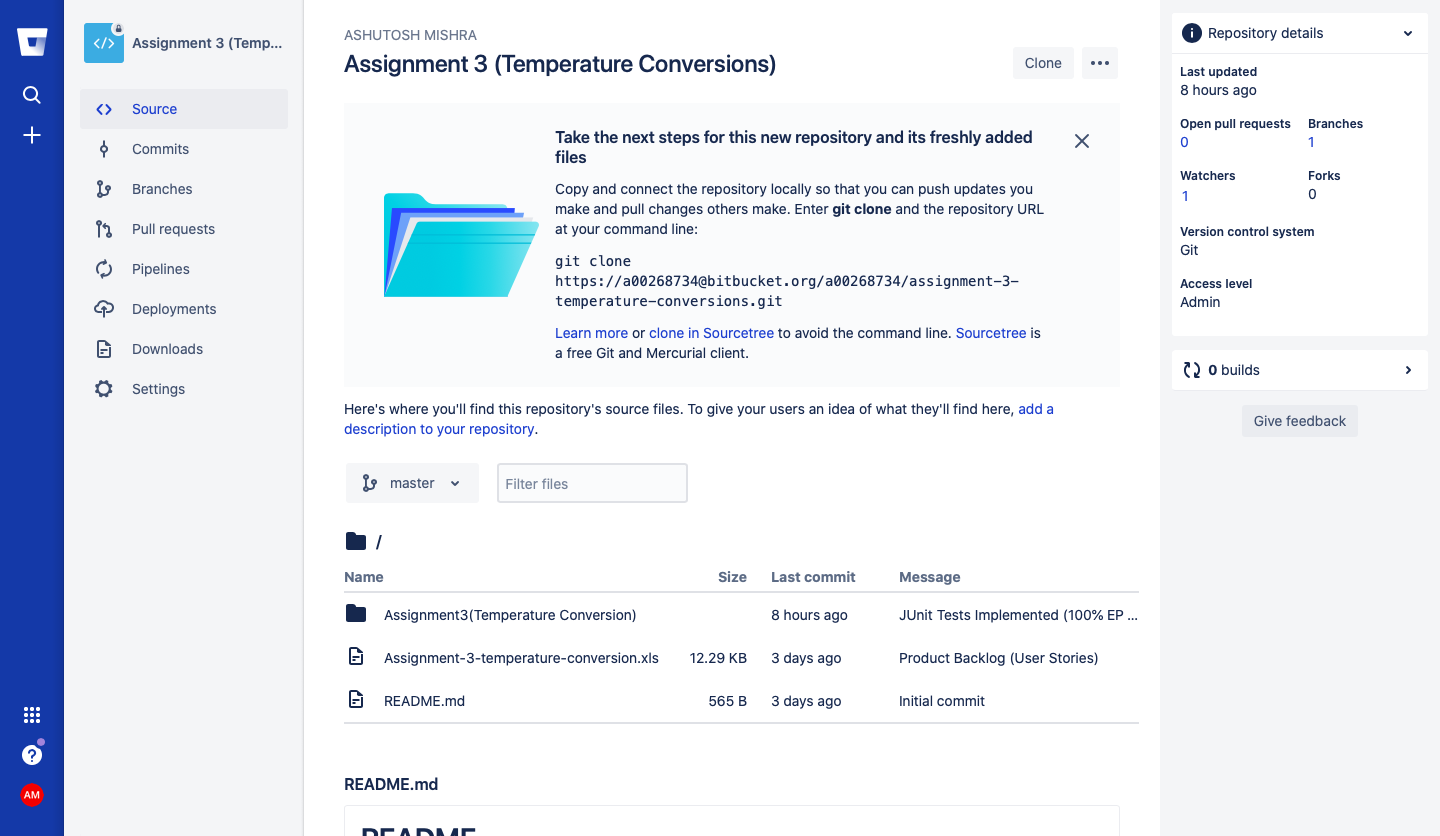 Assignment 3 (Temp...
Source
Commits
Branches
Pull requests
Pipelines
Deployments
Downloads
Settings
AM
ASHUTOSH MISHRA
Assignment 3 (Temperature Conversions)
Clone
Take the next steps for this new repository and its freshly added
files
Copy and connect the repository locally so that you can push updates you
make and pull changes others make. Enter git clone and the repository URL
at your command line:
git clone
https://a00268734@bitbucket.org/a00268734/assignment-3-
temperature-conversions.git
Learn more or clone in Sourcetree to avoid the command line. Sourcetree is
a free Git and Mercurial client.
Here's where you'll find this repository's source files. To give your users an idea of what they'll find here, add a
description to your repository.
master
Filter files
/
Name Size Last commit Message
Assignment3(Temperature Conversion) 8 hours ago JUnit Tests Implemented (100% EP ...
Assignment-3-temperature-conversion.xls 12.29 KB 3 days ago Product Backlog (User Stories)
README.md 565 B 3 days ago Initial commit
README.md
README
Repository details
Last updated
8 hours ago
Open pull requests Branches
0 1
Watchers Forks
1 0
Version control system
Git
Access level
Admin
0 builds
Give feedback